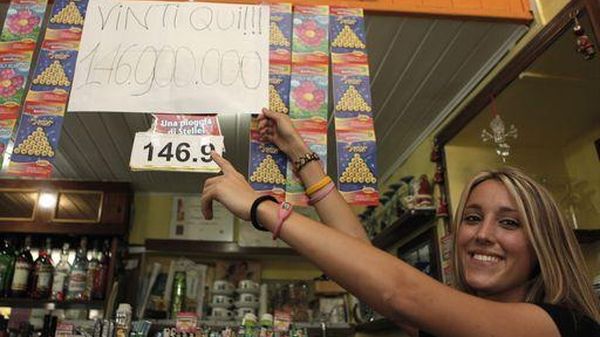 VINTI QUI!!!
146.900.000
Una pioggia
di Stelle!
146.9